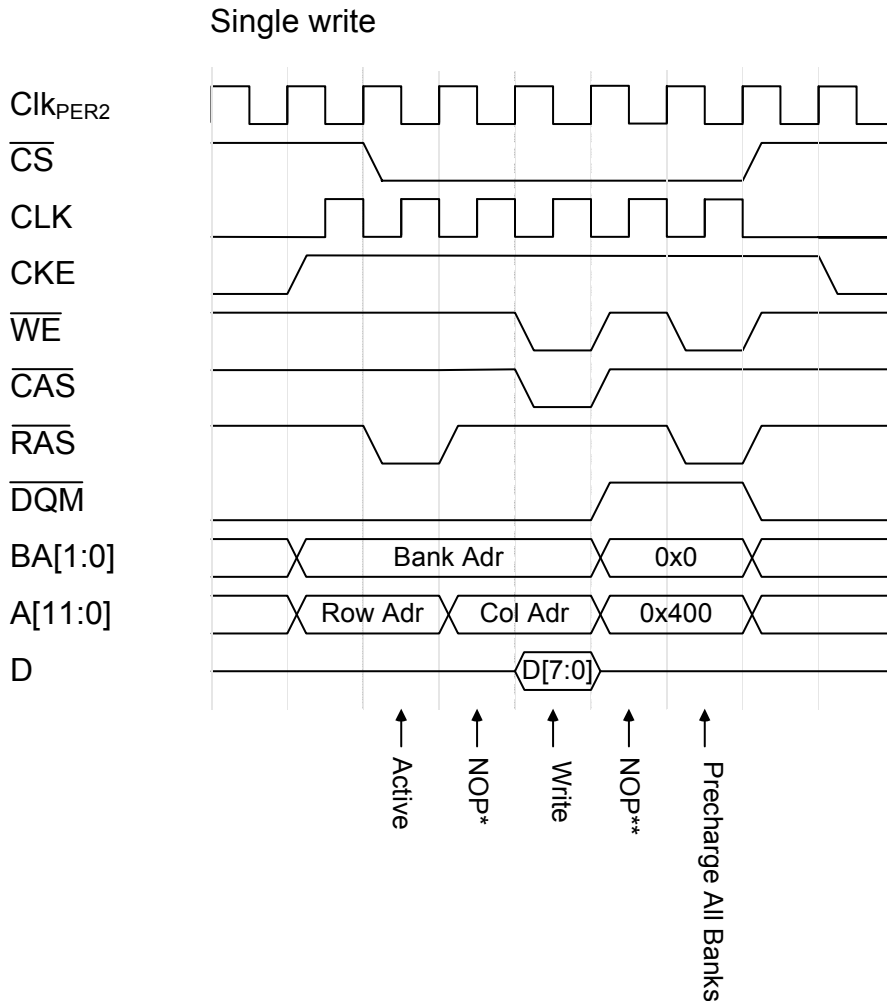 Single write
Clk_PER2
CS
CLK
CKE
WE
CAS
RAS
DQM
BA[1:0] Bank Adr 0x0
A[11:0] Row Adr Col Adr 0x400
D D[7:0]
Active NOP* Write NOP** Precharge All Banks